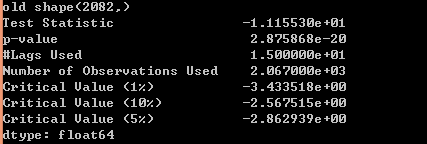 old shape(2082,)
Test Statistic -1.115530e+01
p-value 2.875868e-20
#Lags Used 1.500000e+01
Number of Observations Used 2.067000e+03
Critical Value (1%) -3.433518e+00
Critical Value (10%) -2.567515e+00
Critical Value (5%) -2.862939e+00
dtype: float64